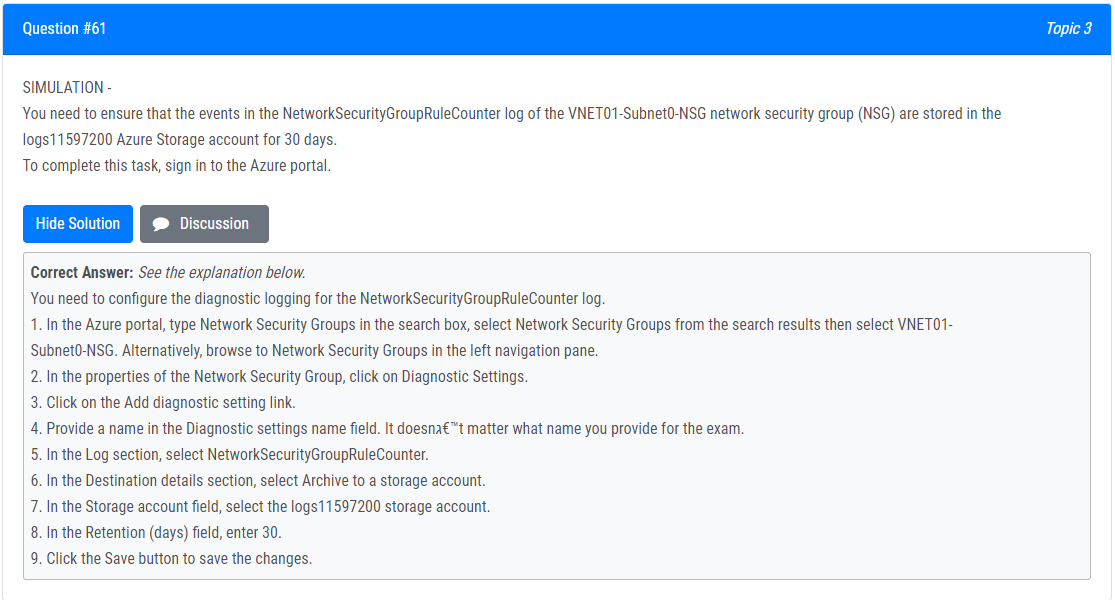 Question #61
Topic 3
SIMULATION -
You need to ensure that the events in the NetworkSecurityGroupRuleCounter log of the VNET01-Subnet0-NSG network security group (NSG) are stored in the
logs11597200 Azure Storage account for 30 days.
To complete this task, sign in to the Azure portal.
Hide Solution
Discussion
Correct Answer: See the explanation below.
You need to configure the diagnostic logging for the NetworkSecurityGroupRuleCounter log.
1. In the Azure portal, type Network Security Groups in the search box, select Network Security Groups from the search results then select VNET01-
Subnet0-NSG. Alternatively, browse to Network Security Groups in the left navigation pane.
2. In the properties of the Network Security Group, click on Diagnostic Settings.
3. Click on the Add diagnostic setting link.
4. Provide a name in the Diagnostic settings name field. It doesnג€™t matter what name you provide for the exam.
5. In the Log section, select NetworkSecurityGroupRuleCounter.
6. In the Destination details section, select Archive to a storage account.
7. In the Storage account field, select the logs11597200 storage account.
8. In the Retention (days) field, enter 30.
9. Click the Save button to save the changes.